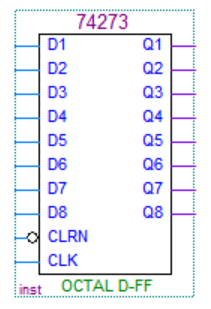 74273
D1 Q1
D2 Q2
D3 Q3
D4 Q4
D5 Q5
D6 Q6
D7 Q7
D8 Q8
CLRN
CLK
inst OCTAL D-FF